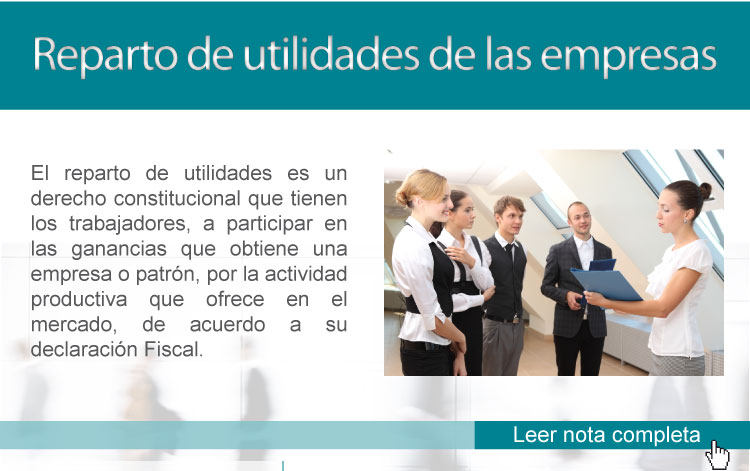 Reparto de utilidades de las empresas
El reparto de utilidades es un
derecho constitucional que tienen
los trabajadores, a participar en
las ganancias que obtiene una
empresa o patrón, por la actividad
productiva que ofrece en el
mercado, de acuerdo a su
declaración Fiscal.
Leer nota completa